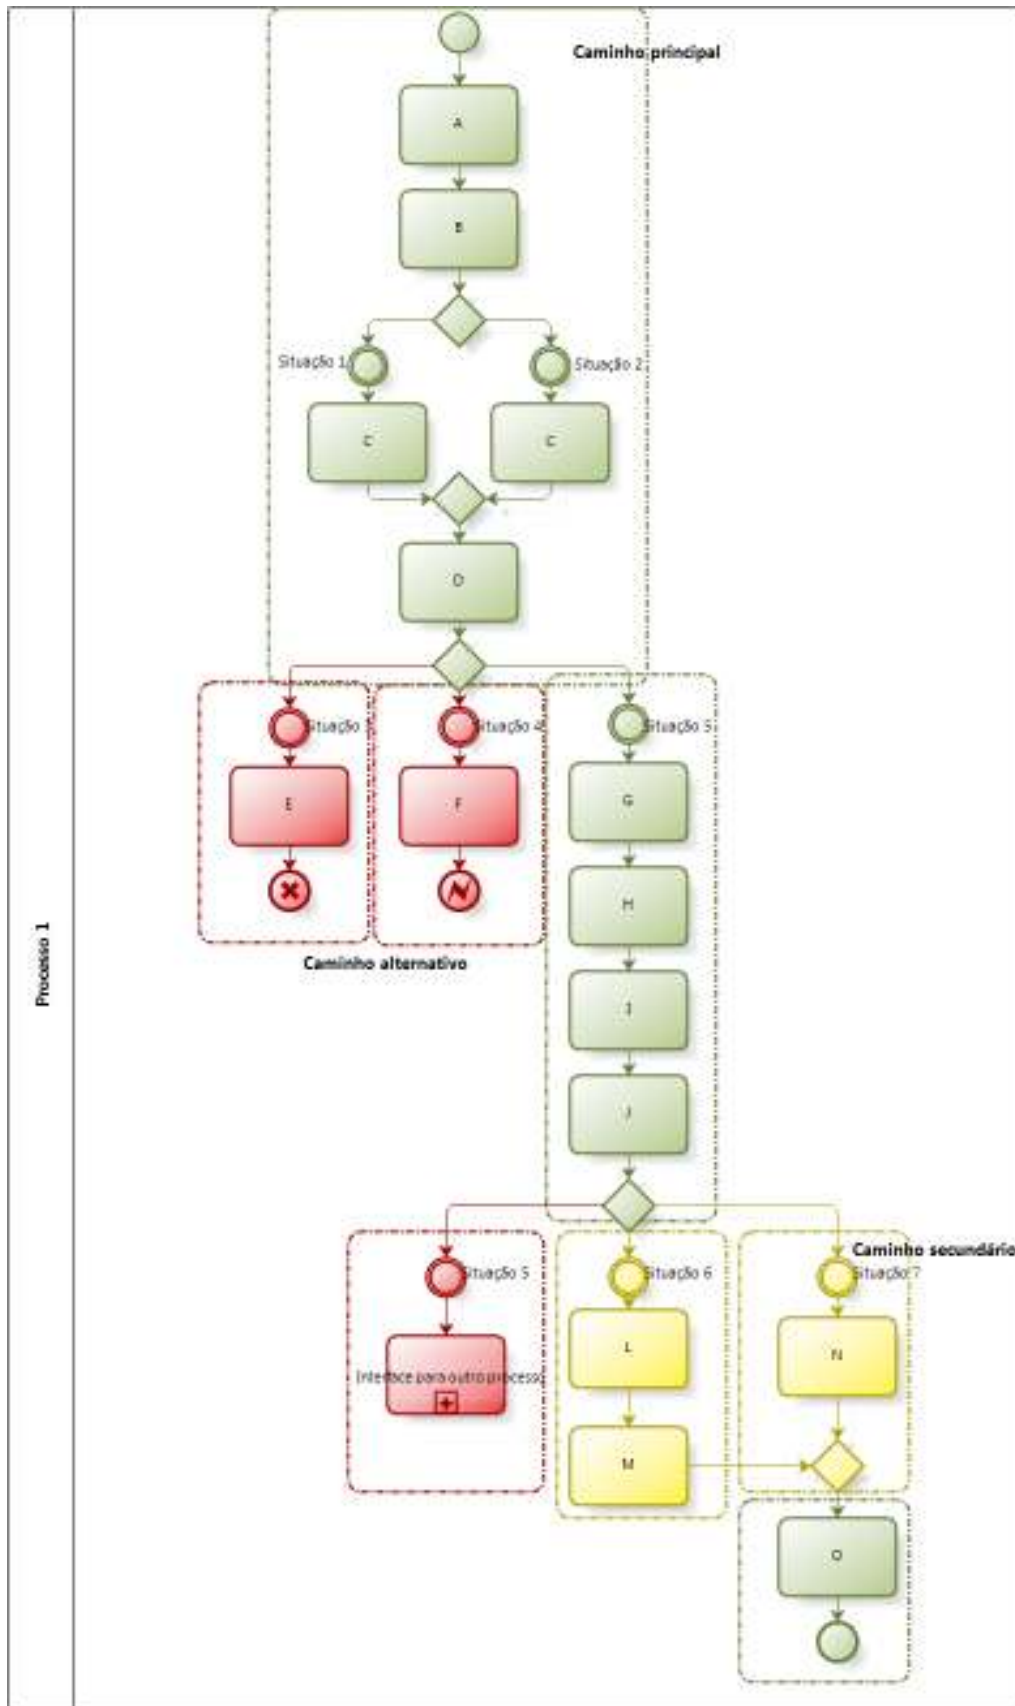 Caminho principal
A
B
Situação 1
Situação 2
C
C
D
Situação
Situação 4
Situação 5
E
F
G
H
Caminho alternativo
Processo 1
I
J
Caminho secundário
Situação 5
Situação 6
Situação 7
L
N
Interface para outro processo
M
O